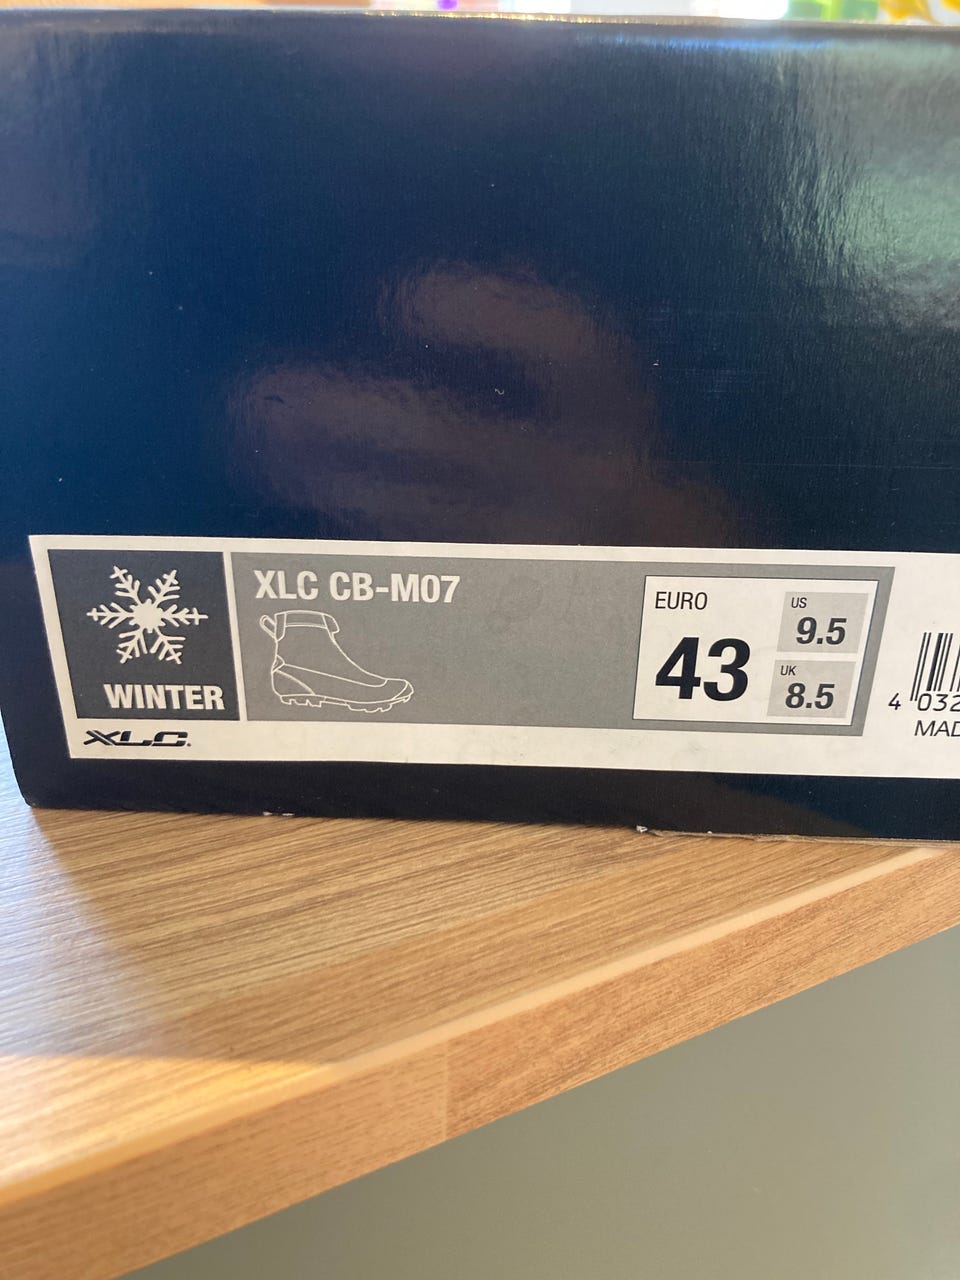 XLC CB-M07
WINTER
XLC
EURO
43
US
9.5
UK
8.5
4 032
MAD